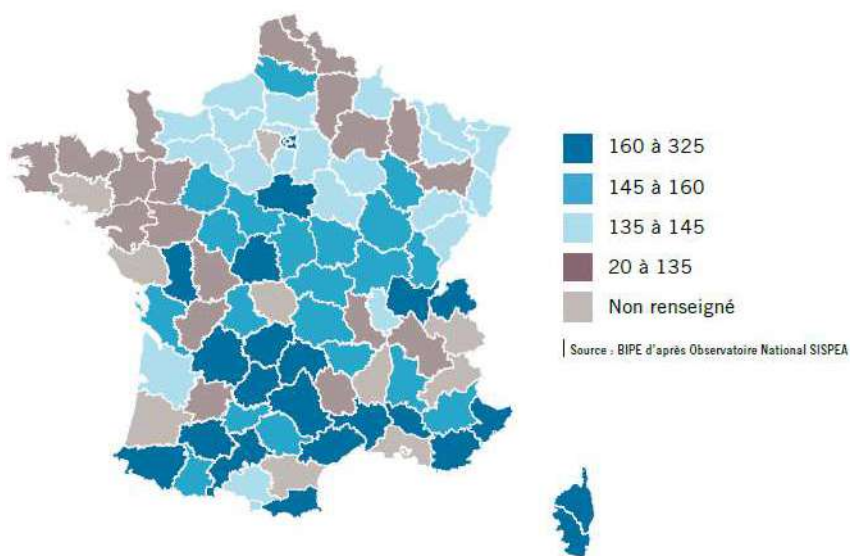 160 à 325
145 à 160
135 à 145
20 à 135
Non renseigné
Source : BIPE d'après Observatoire National SISPEA